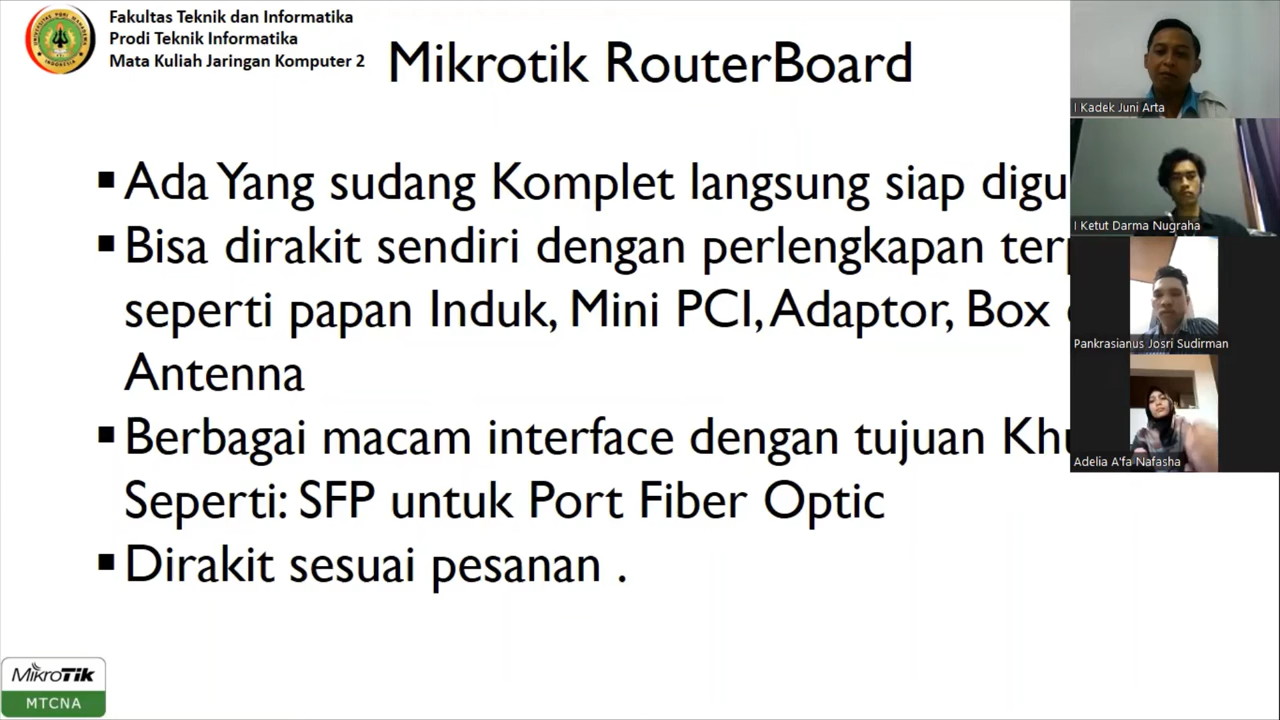 Fakultas Teknik dan Informatika
Prodi Teknik Informatika
Mata Kuliah Jaringan Komputer 2
Mikrotik RouterBoard
Ada Yang sudang Komplet langsung siap digu
Bisa dirakit sendiri dengan perlengkapan terp
seperti papan Induk, Mini PCI, Adaptor, Box
Antenna
Berbagai macam interface dengan tujuan Khu
Seperti: SFP untuk Port Fiber Optic
Dirakit sesuai pesanan .
MikroTik
MTCNA
I Kadek Juni Arta
I Ketut Darma Nugraha
Pankrasianus Josri Sudirman
Adelia A'fa Nafasha